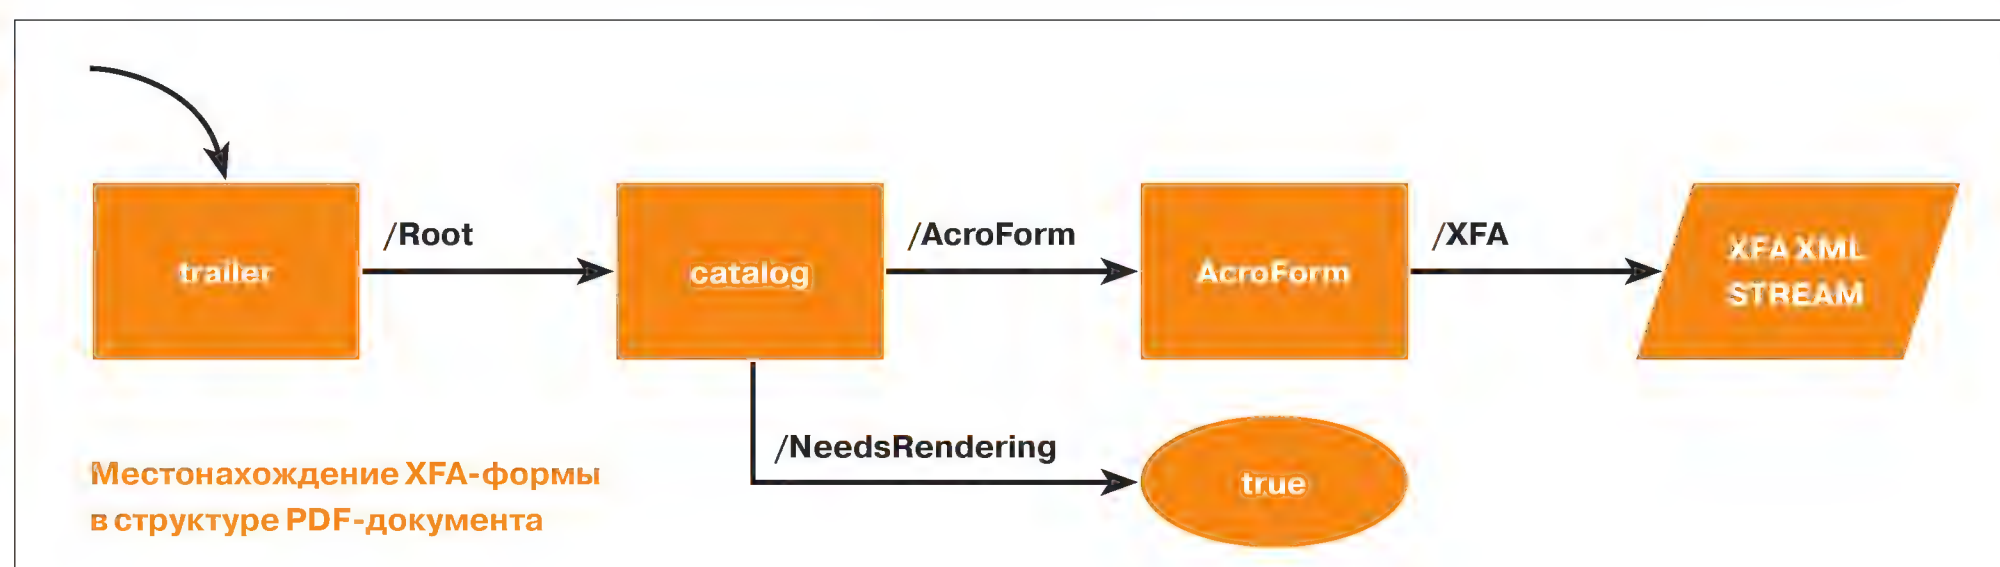 /Root
/AcroForm
/XFA
trailer
catalog
AcroForm
XFA XML
STREAM
/NeedsRendering
true
Местонахождение XFA-формы
в структуре PDF-документа